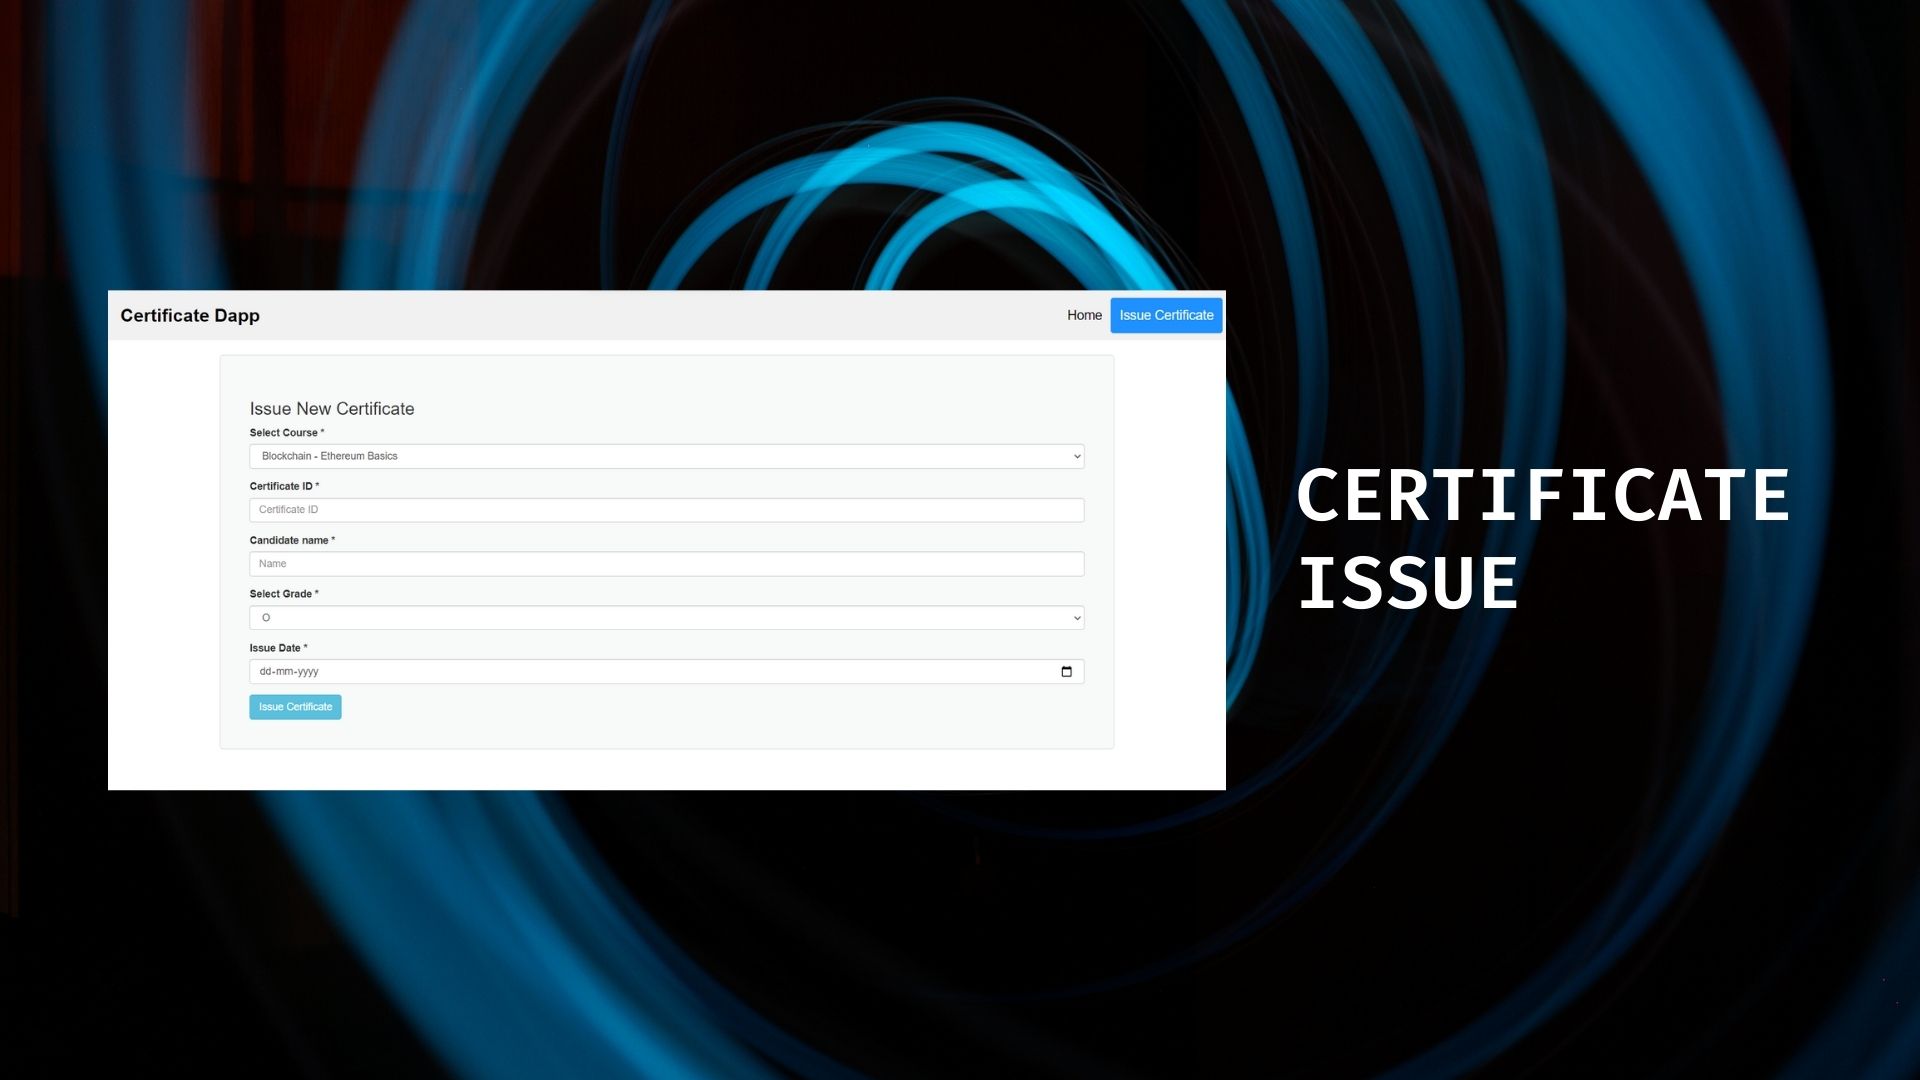 Certificate Dapp
Home
Issue Certificate
Issue New Certificate
Select Course *
Blockchain - Ethereum Basics
Certificate ID *
Certificate ID
Candidate name *
Name
Select Grade *
O
Issue Date *
dd-mm-yyyy
Issue Certificate
CERTIFICATE
ISSUE